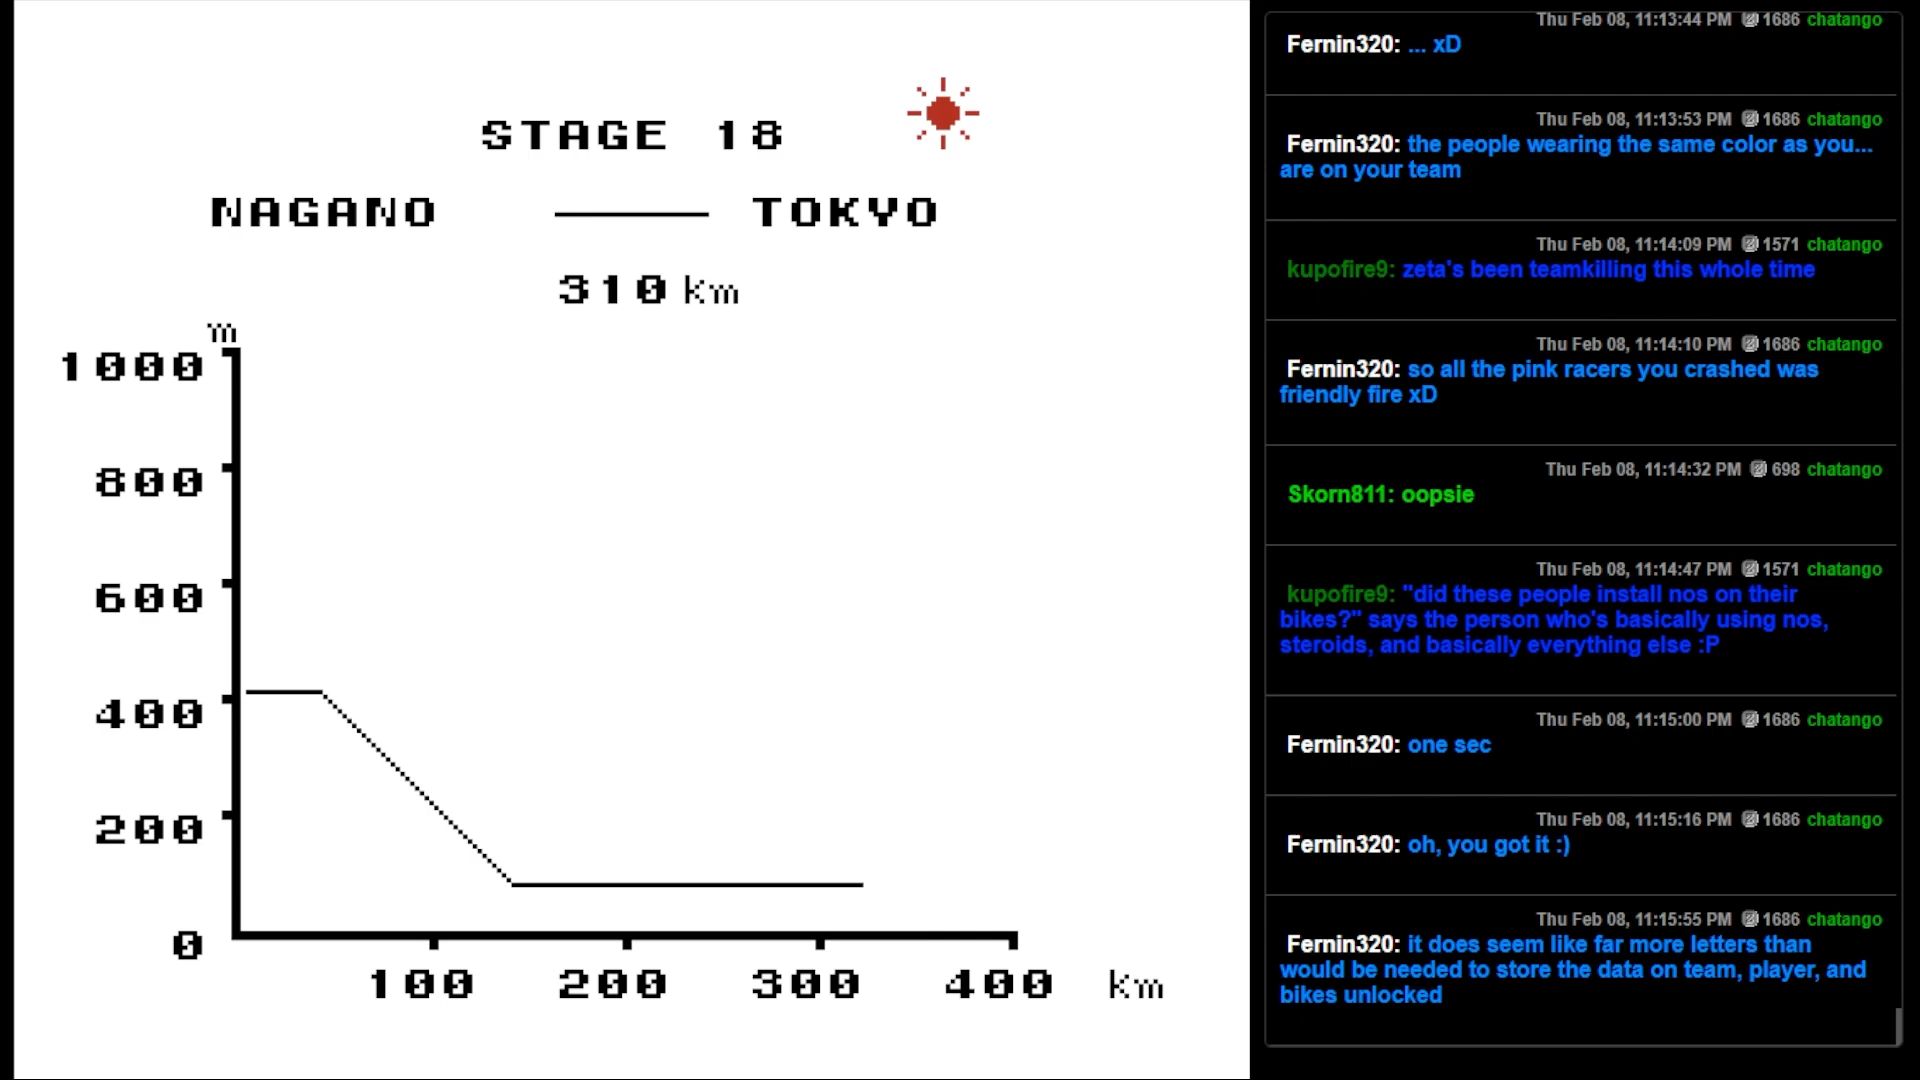 STAGE 18
NAGANO — TOKYO
310 km
m
1000
800
600
400
200
0
100 200 300 400 km
Thu Feb 08, 11:13:44 PM 1686 chatango
Fernin320: ... xD
Thu Feb 08, 11:13:53 PM 1686 chatango
Fernin320: the people wearing the same color as you...
are on your team
Thu Feb 08, 11:14:09 PM 1571 chatango
kupofire9: zeta's been teamkilling this whole time
Thu Feb 08, 11:14:10 PM 1686 chatango
Fernin320: so all the pink racers you crashed was
friendly fire xD
Thu Feb 08, 11:14:32 PM 698 chatango
Skorn811: oopsie
Thu Feb 08, 11:14:47 PM 1571 chatango
kupofire9: "did these people install nos on their
bikes?" says the person who's basically using nos,
steroids, and basically everything else :P
Thu Feb 08, 11:15:00 PM 1686 chatango
Fernin320: one sec
Thu Feb 08, 11:15:16 PM 1686 chatango
Fernin320: oh, you got it :)
Thu Feb 08, 11:15:55 PM 1686 chatango
Fernin320: it does seem like far more letters than
would be needed to store the data on team, player, and
bikes unlocked